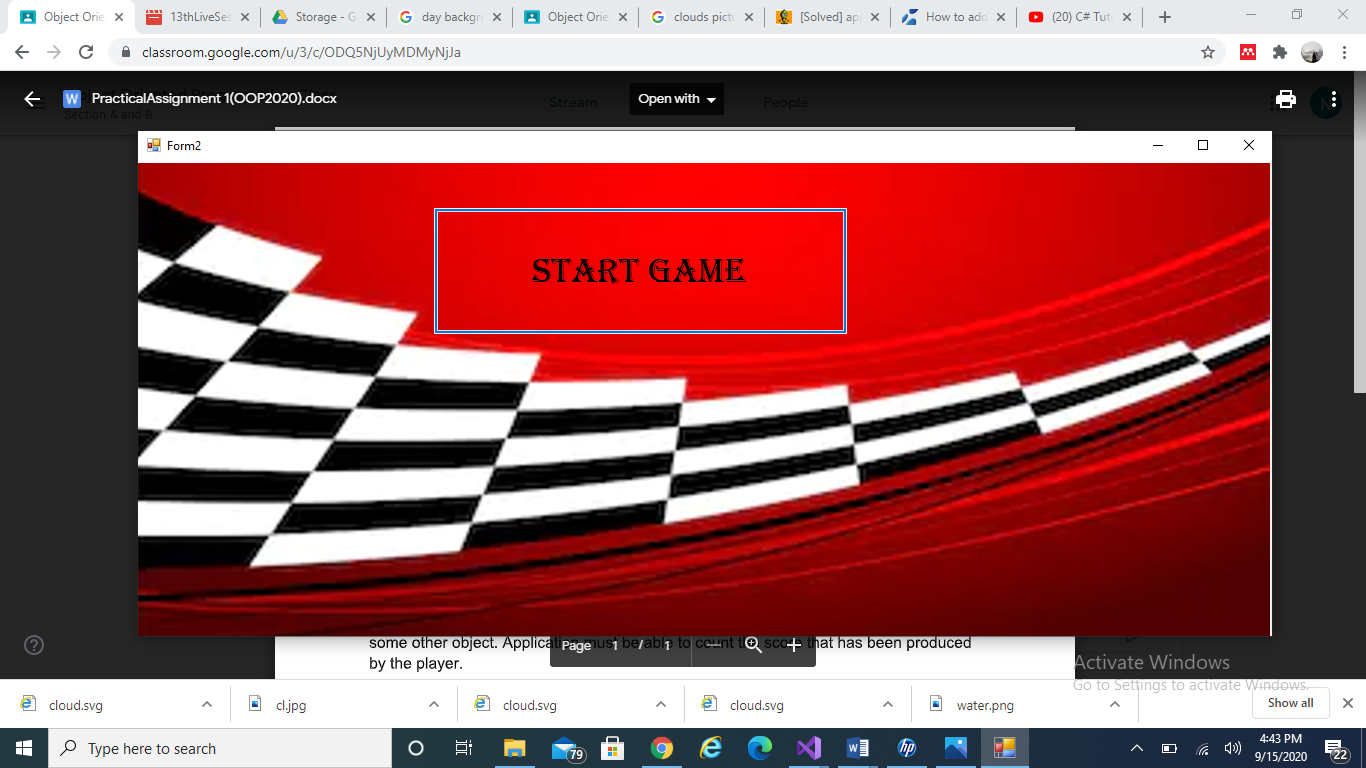 Object Orie
13thLiveSes
Storage - G
day backgr
Object Orie
clouds pict
[Solved] ap
How to add
(20) C# Tuto
classroom.google.com/u/3/c/ODQ5NjUyMDMyNjJa
W PracticalAssignment 1(OOP2020).docx
Stream
Open with
People
Section A and B
Form2
START GAME
some other object. Application must be able to count the score that has been produced
by the player.
Page 1 / 1
Activate Windows
Go to Settings to activate Windows.
cloud.svg
cl.jpg
cloud.svg
cloud.svg
water.png
Show all
Type here to search
79
4:43 PM
9/15/2020
22